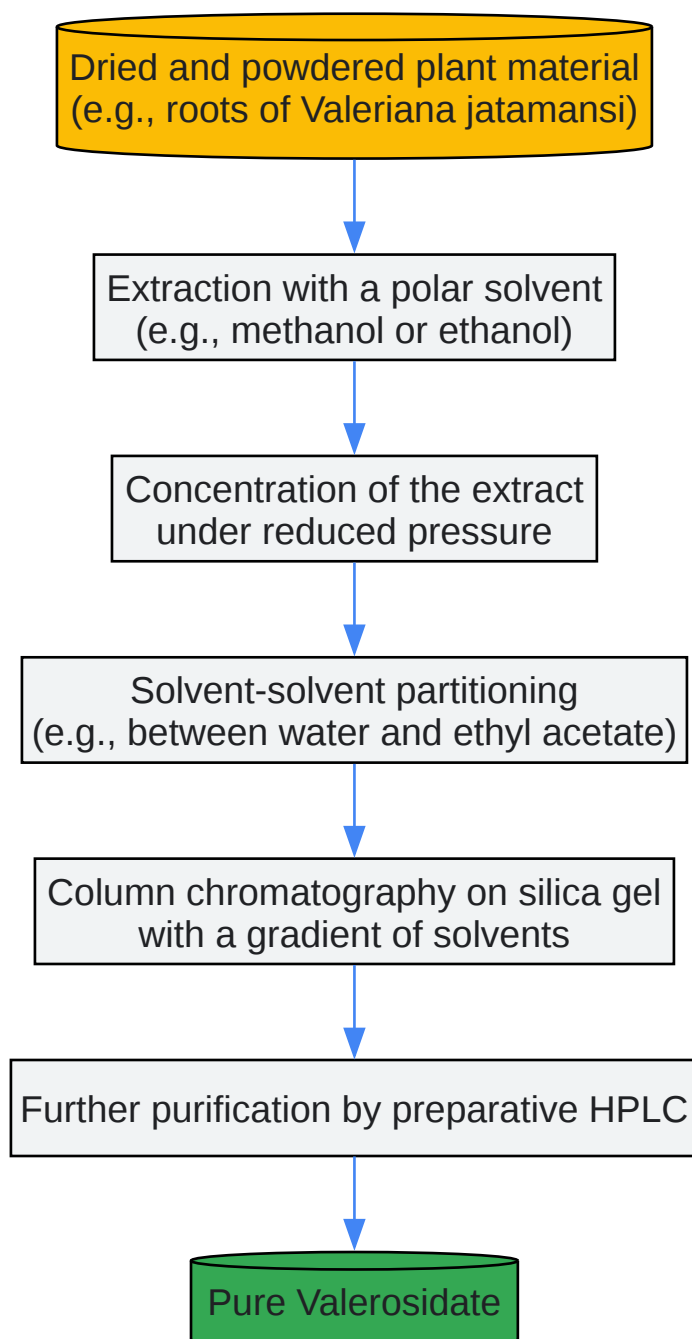 Dried and powdered plant material
(e.g., roots of Valeriana jatamansi)
Extraction with a polar solvent
(e.g., methanol or ethanol)
Concentration of the extract
under reduced pressure
Solvent-solvent partitioning
(e.g., between water and ethyl acetate)
Column chromatography on silica gel
with a gradient of solvents
Further purification by preparative HPLC
Pure Valerosidate